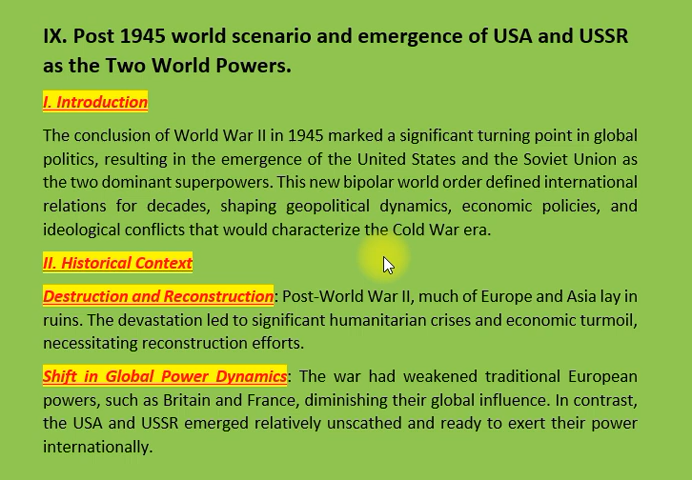 IX. Post 1945 world scenario and emergence of USA and USSR
as the Two World Powers.
I. Introduction
The conclusion of World War II in 1945 marked a significant turning point in global
politics, resulting in the emergence of the United States and the Soviet Union as
the two dominant superpowers. This new bipolar world order defined international
relations for decades, shaping geopolitical dynamics, economic policies, and
ideological conflicts that would characterize the Cold War era.
II. Historical Context
Destruction and Reconstruction: Post-World War II, much of Europe and Asia lay in
ruins. The devastation led to significant humanitarian crises and economic turmoil,
necessitating reconstruction efforts.
Shift in Global Power Dynamics: The war had weakened traditional European
powers, such as Britain and France, diminishing their global influence. In contrast,
the USA and USSR emerged relatively unscathed and ready to exert their power
internationally.